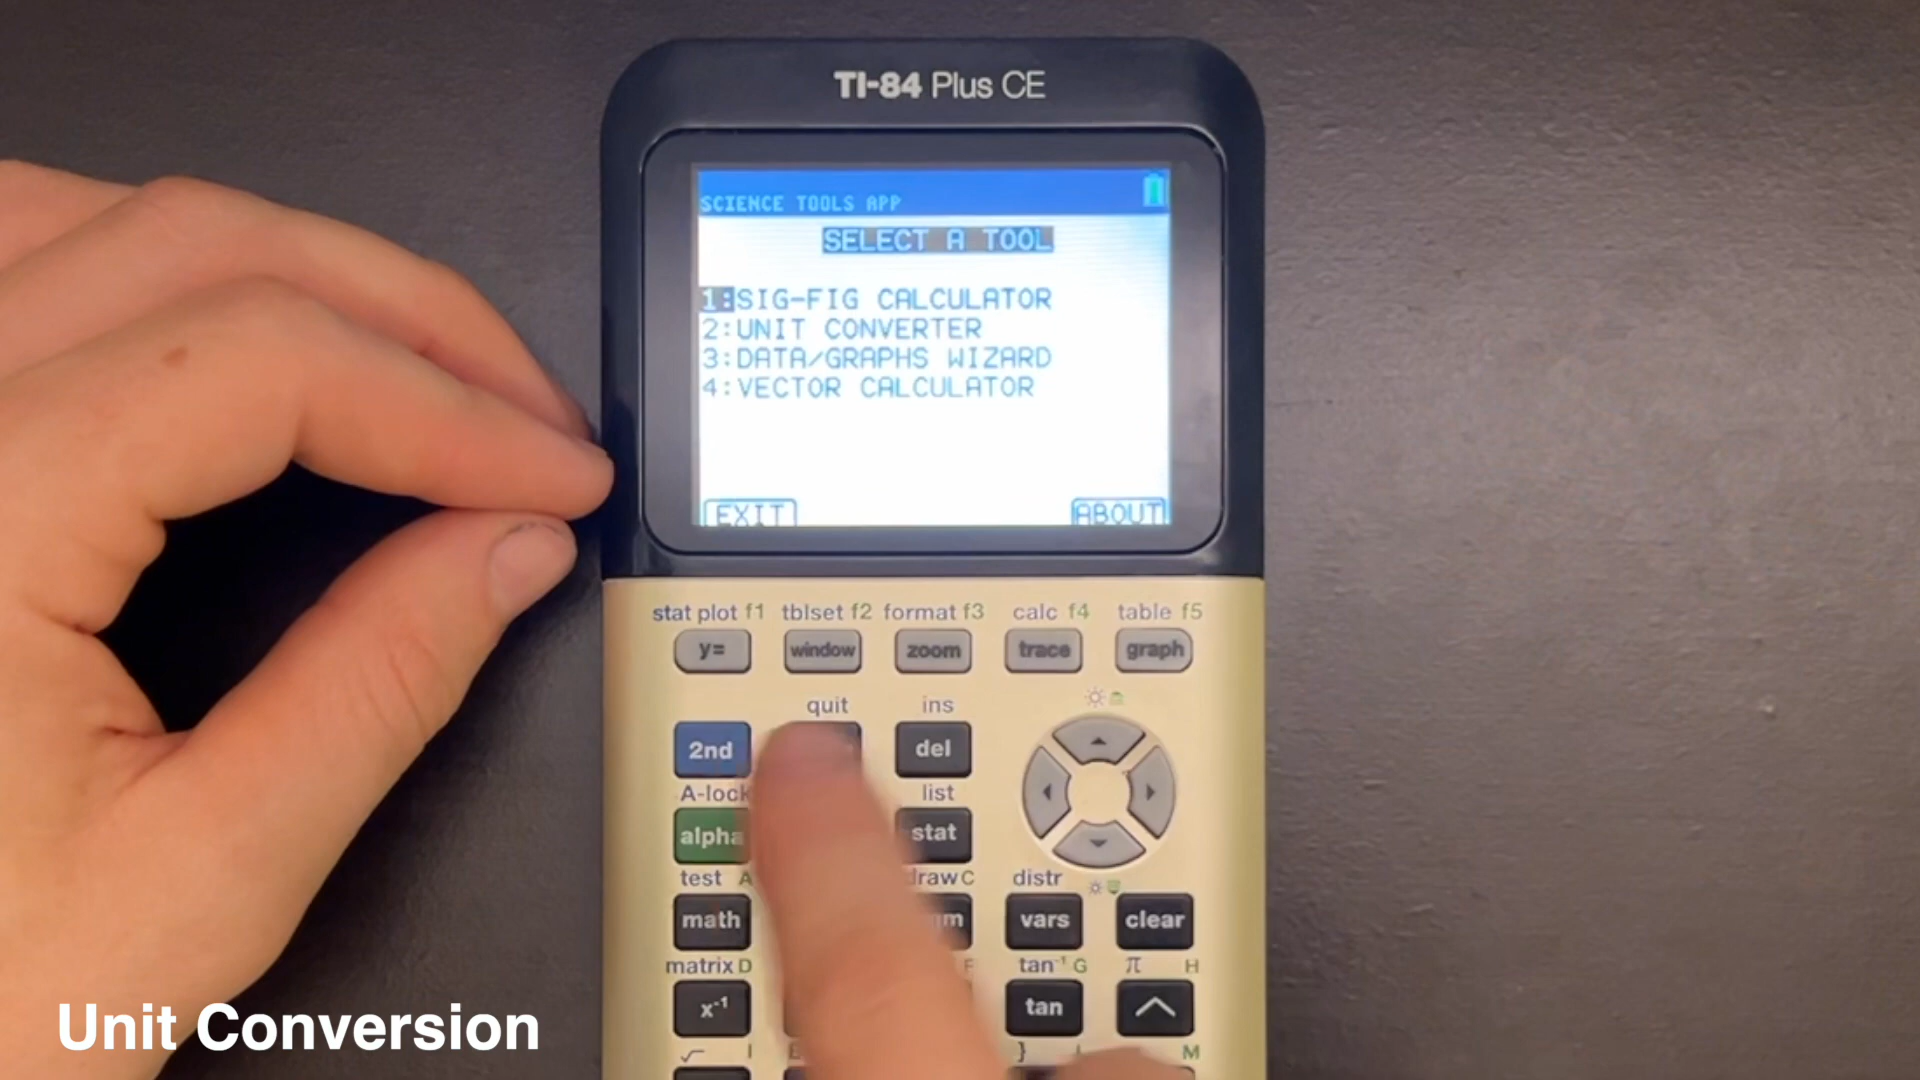 TI-84 Plus CE
SCIENCE TOOLS APP
SELECT A TOOL
1:SIG-FIG CALCULATOR
2:UNIT CONVERTER
3:DATA/GRAPHS WIZARD
4:VECTOR CALCULATOR
EXIT ABOUT
stat plot f1 tblset f2 format f3 calc f4 table f5
y= window zoom trace graph
quit ins
2nd del
A-lock list
alpha stat
test A draw C distr
math vars clear
matrix D F tan⁻¹ G π H
x⁻¹ tan ^
√ I } L M
Unit Conversion